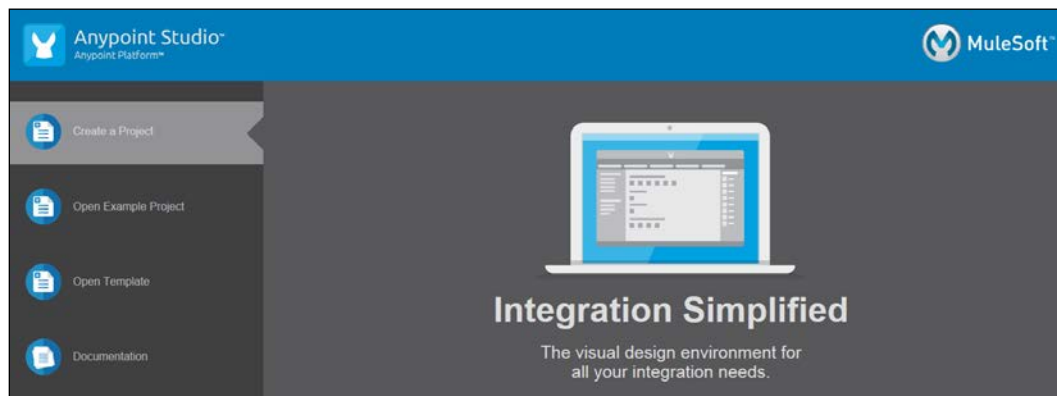 Anypoint Studio™
Anypoint Platform™
MuleSoft™
Create a Project
Open Example Project
Open Template
Documentation
Integration Simplified
The visual design environment for
all your integration needs.